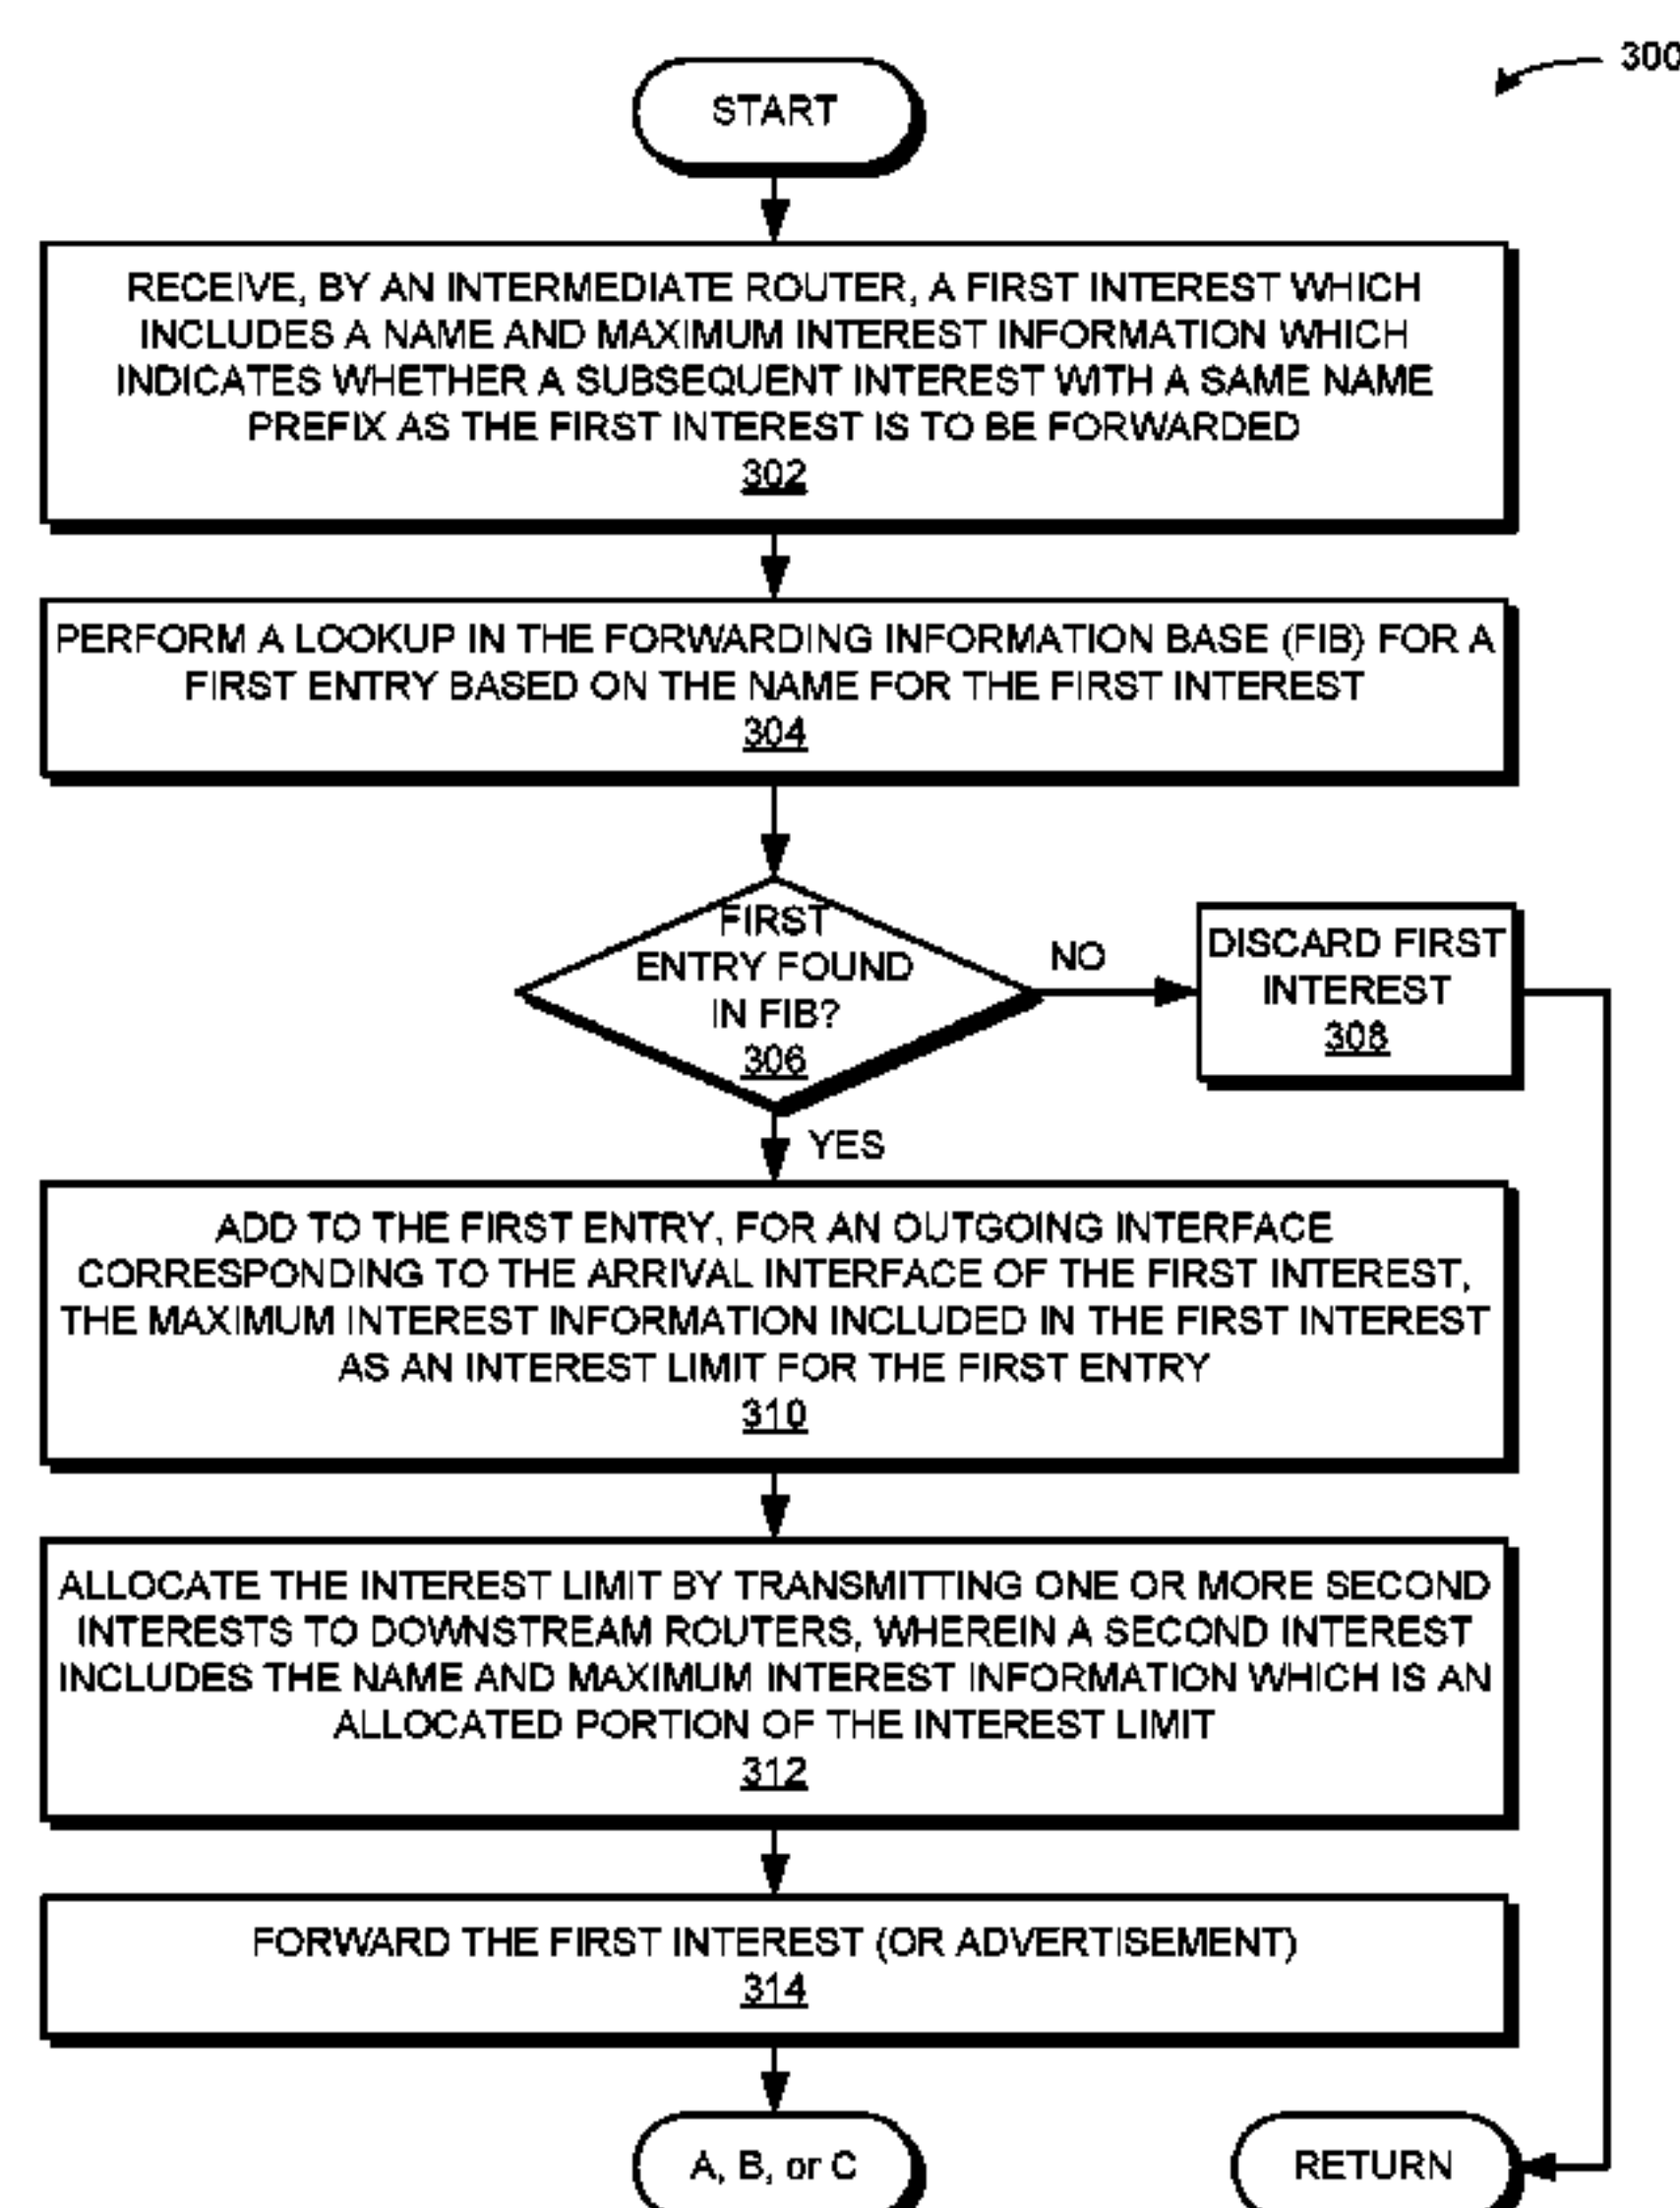 300
START
RECEIVE, BY AN INTERMEDIATE ROUTER, A FIRST INTEREST WHICH
INCLUDES A NAME AND MAXIMUM INTEREST INFORMATION WHICH
INDICATES WHETHER A SUBSEQUENT INTEREST WITH A SAME NAME
PREFIX AS THE FIRST INTEREST IS TO BE FORWARDED
302
PERFORM A LOOKUP IN THE FORWARDING INFORMATION BASE (FIB) FOR A
FIRST ENTRY BASED ON THE NAME FOR THE FIRST INTEREST
304
FIRST
ENTRY FOUND
IN FIB?
306
NO
DISCARD FIRST
INTEREST
308
YES
ADD TO THE FIRST ENTRY, FOR AN OUTGOING INTERFACE
CORRESPONDING TO THE ARRIVAL INTERFACE OF THE FIRST INTEREST,
THE MAXIMUM INTEREST INFORMATION INCLUDED IN THE FIRST INTEREST
AS AN INTEREST LIMIT FOR THE FIRST ENTRY
310
ALLOCATE THE INTEREST LIMIT BY TRANSMITTING ONE OR MORE SECOND
INTERESTS TO DOWNSTREAM ROUTERS, WHEREIN A SECOND INTEREST
INCLUDES THE NAME AND MAXIMUM INTEREST INFORMATION WHICH IS AN
ALLOCATED PORTION OF THE INTEREST LIMIT
312
FORWARD THE FIRST INTEREST (OR ADVERTISEMENT)
314
A, B, or C
RETURN